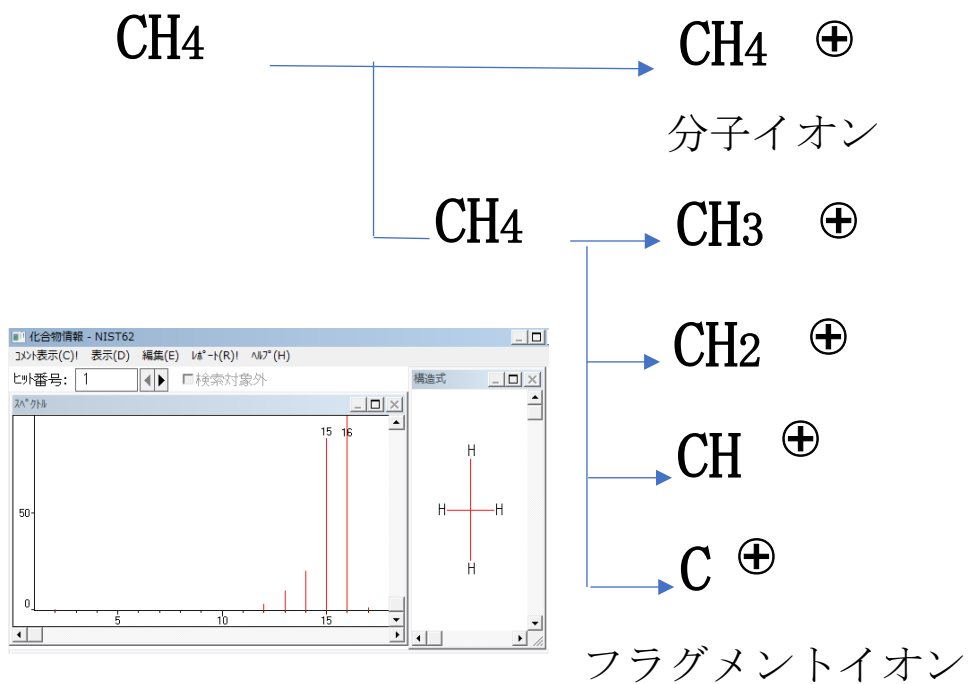 CH4
CH4 ⊕
分子イオン
CH4
CH3 ⊕
CH2 ⊕
CH ⊕
C ⊕
フラグメントイオン
化合物情報 - NIST62
ｺﾒﾝﾄ表示(C)! 表示(D) 編集(E) ﾚﾎﾟｰﾄ(R)! ﾍﾙﾌﾟ(H)
ﾋｯﾄ番号: 1 検索対象外
ｽﾍﾟｸﾄﾙ
15 16
50
0
5 10 15
構造式
H
H H
H